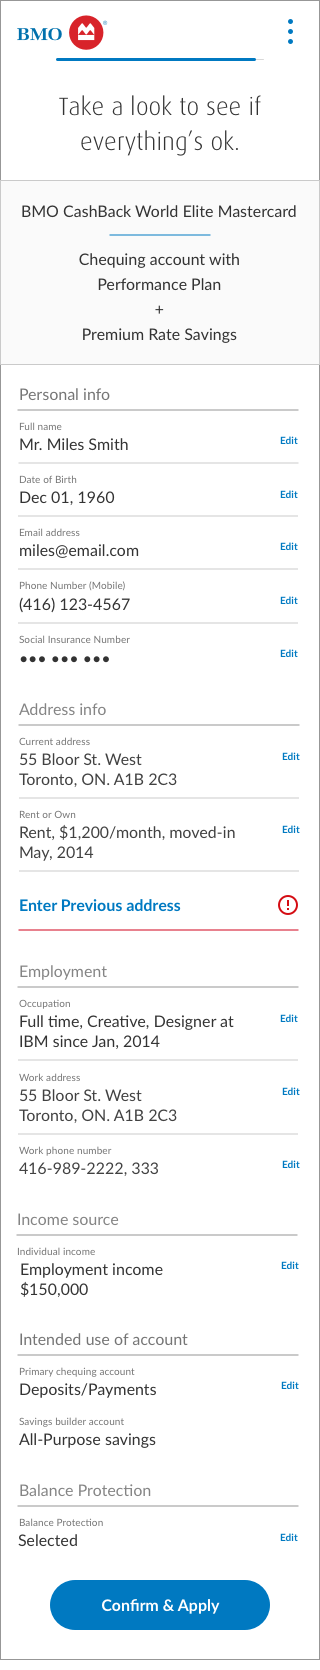 BMO
Take a look to see if
everything's ok.
BMO CashBack World Elite Mastercard
Chequing account with
Performance Plan
+
Premium Rate Savings
Personal info
Full name
Mr. Miles Smith
Edit
Date of Birth
Dec 01, 1960
Edit
Email address
miles@email.com
Edit
Phone Number (Mobile)
(416) 123-4567
Edit
Social Insurance Number
••• ••• •••
Edit
Address info
Current address
55 Bloor St. West
Toronto, ON. A1B 2C3
Edit
Rent or Own
Rent, $1,200/month, moved-in
May, 2014
Edit
Enter Previous address
Employment
Occupation
Full time, Creative, Designer at
IBM since Jan, 2014
Edit
Work address
55 Bloor St. West
Toronto, ON. A1B 2C3
Edit
Work phone number
416-989-2222, 333
Edit
Income source
Individual income
Employment income
$150,000
Edit
Intended use of account
Primary chequing account
Deposits/Payments
Edit
Savings builder account
All-Purpose savings
Balance Protection
Balance Protection
Selected
Edit
Confirm & Apply